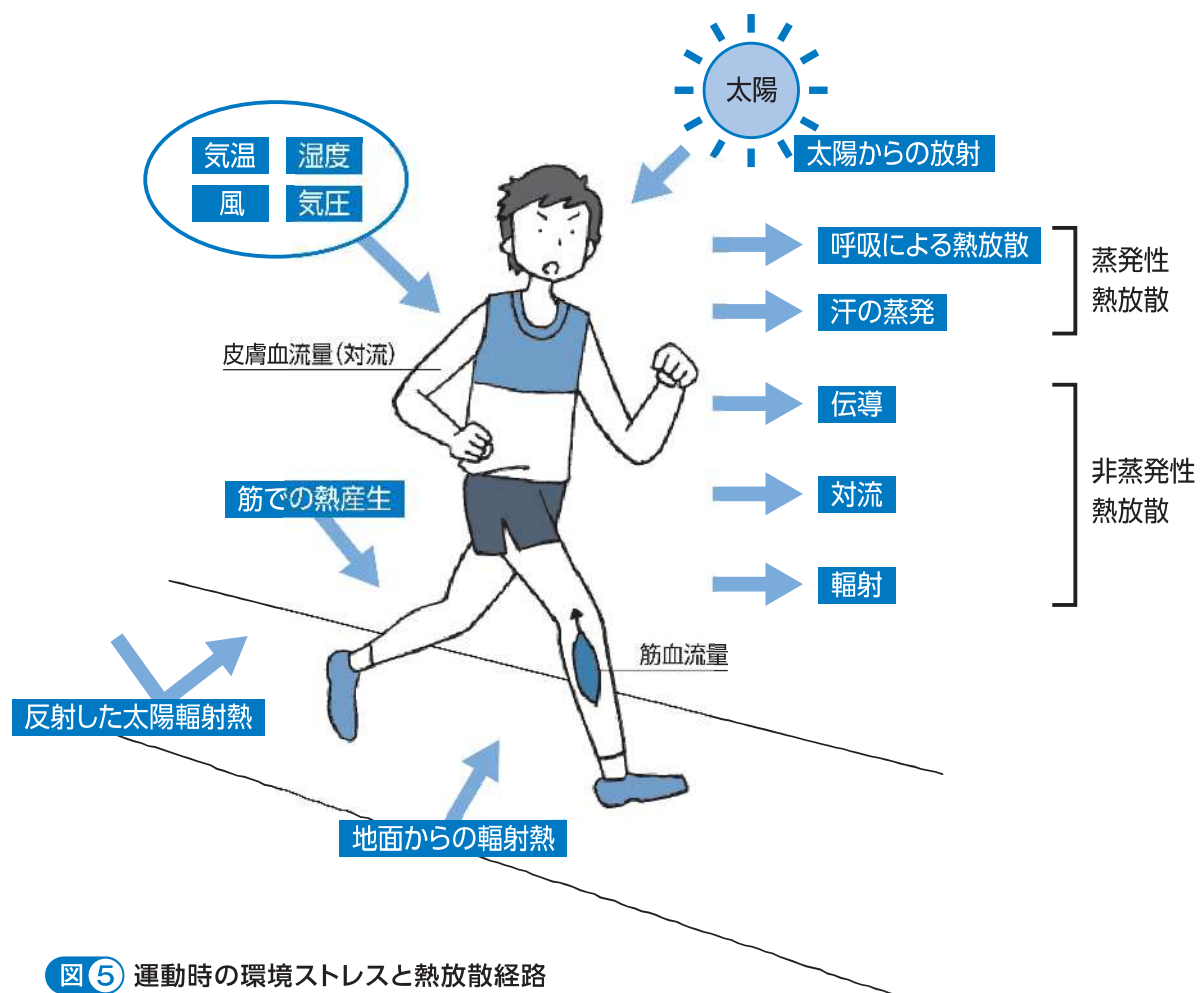 太陽
太陽からの放射
気温 湿度
風 気圧
呼吸による熱放散
汗の蒸発
蒸発性
熱放散
皮膚血流量(対流)
伝導
対流
輻射
非蒸発性
熱放散
筋での熱産生
筋血流量
反射した太陽輻射熱
地面からの輻射熱
図5 運動時の環境ストレスと熱放散経路